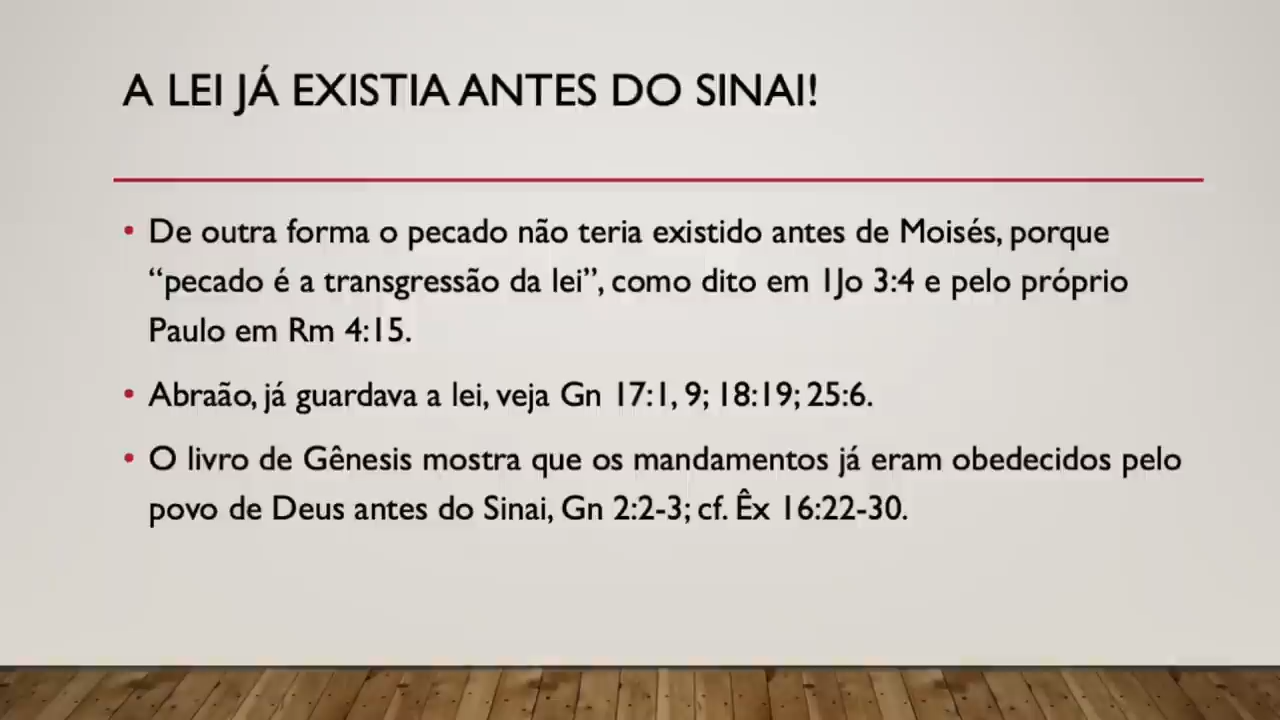 A LEI JÁ EXISTIA ANTES DO SINAI!
• De outra forma o pecado não teria existido antes de Moisés, porque
“pecado é a transgressão da lei”, como dito em 1Jo 3:4 e pelo próprio
Paulo em Rm 4:15.
• Abraão, já guardava a lei, veja Gn 17:1, 9; 18:19; 25:6.
• O livro de Gênesis mostra que os mandamentos já eram obedecidos pelo
povo de Deus antes do Sinai, Gn 2:2-3; cf. Êx 16:22-30.